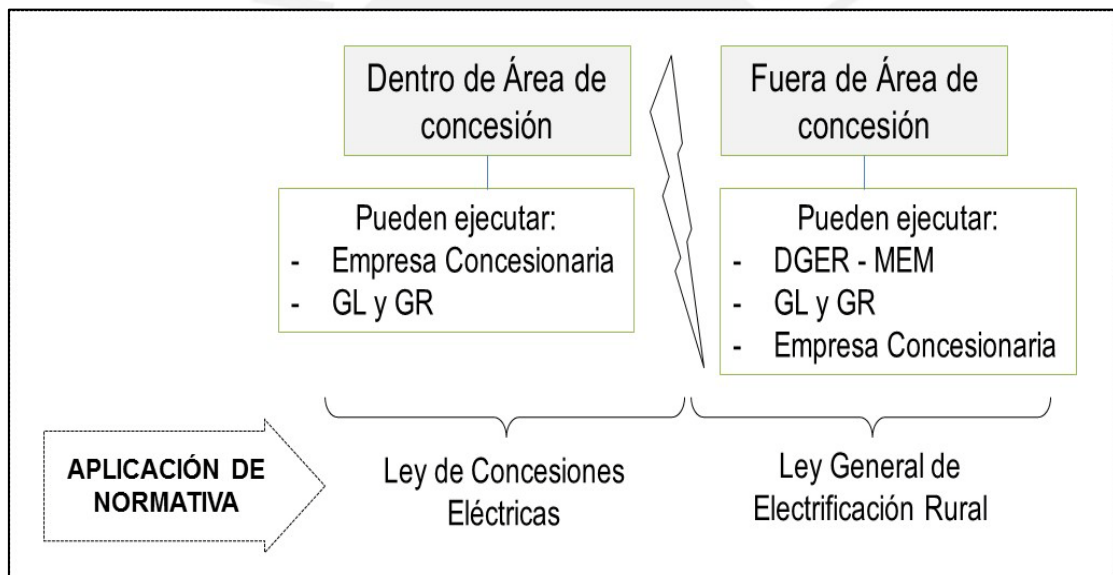 Dentro de Área de
concesión
Pueden ejecutar:
- Empresa Concesionaria
- GL y GR
Fuera de Área de
concesión
Pueden ejecutar:
- DGER - MEM
- GL y GR
- Empresa Concesionaria
APLICACIÓN DE
NORMATIVA
Ley de Concesiones
Eléctricas
Ley General de
Electrificación Rural